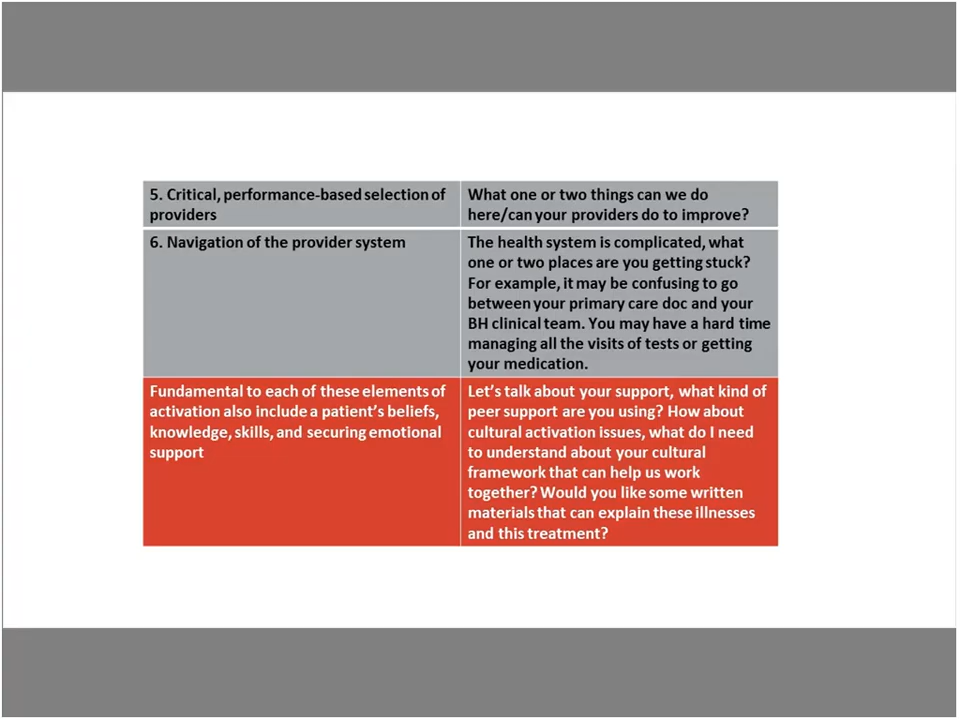 5. Critical, performance-based selection of
providers
What one or two things can we do
here/can your providers do to improve?
6. Navigation of the provider system
The health system is complicated, what
one or two places are you getting stuck?
For example, it may be confusing to go
between your primary care doc and your
BH clinical team. You may have a hard time
managing all the visits of tests or getting
your medication.
Fundamental to each of these elements of
activation also include a patient’s beliefs,
knowledge, skills, and securing emotional
support
Let’s talk about your support, what kind of
peer support are you using? How about
cultural activation issues, what do I need
to understand about your cultural
framework that can help us work
together? Would you like some written
materials that can explain these illnesses
and this treatment?